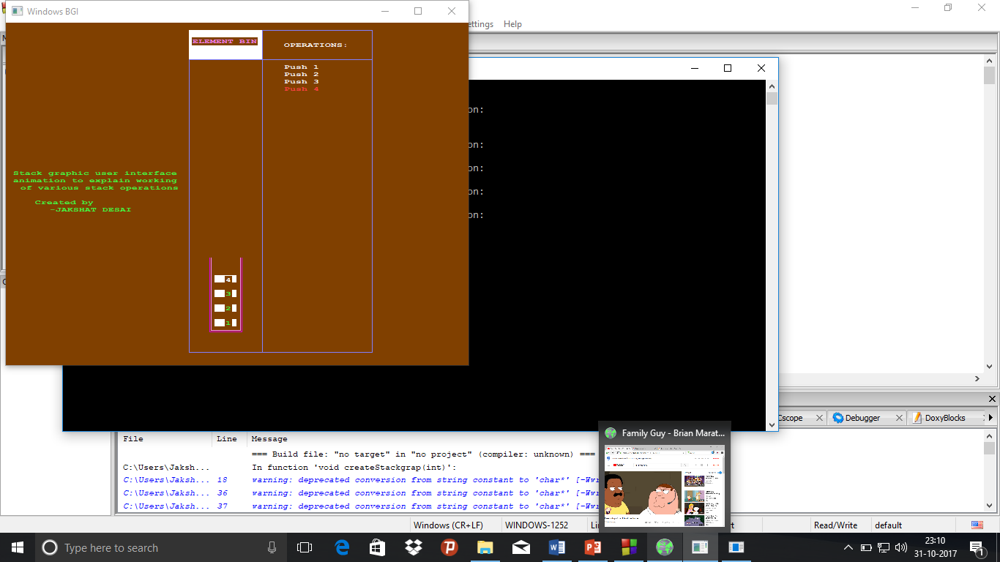 Windows BGI
ettings Help
ELEMENT BIN
OPERATIONS:
Push 1
Push 2
Push 3
Push 4
on:
on:
on:
on:
on:
Stack graphic user interface
animation to explain working
of various stack operations
Created by
-JAKSHAT DESAI
4
3
2
1
Cscope
Debugger
DoxyBlocks
Family Guy - Brian Marat...
File Line Message
=== Build file: "no target" in "no project" (compiler: unknown) ===
C:\Users\Jaksh... In function 'void createStackgrap(int)':
C:\Users\Jaksh... 18 warning: deprecated conversion from string constant to 'char*' [-Wwr
C:\Users\Jaksh... 36 warning: deprecated conversion from string constant to 'char*' [-Wwr
C:\Users\Jaksh... 37 warning: deprecated conversion from string constant to 'char*' [-Wwr
Windows (CR+LF) WINDOWS-1252 Read/Write default
Type here to search
23:10
31-10-2017